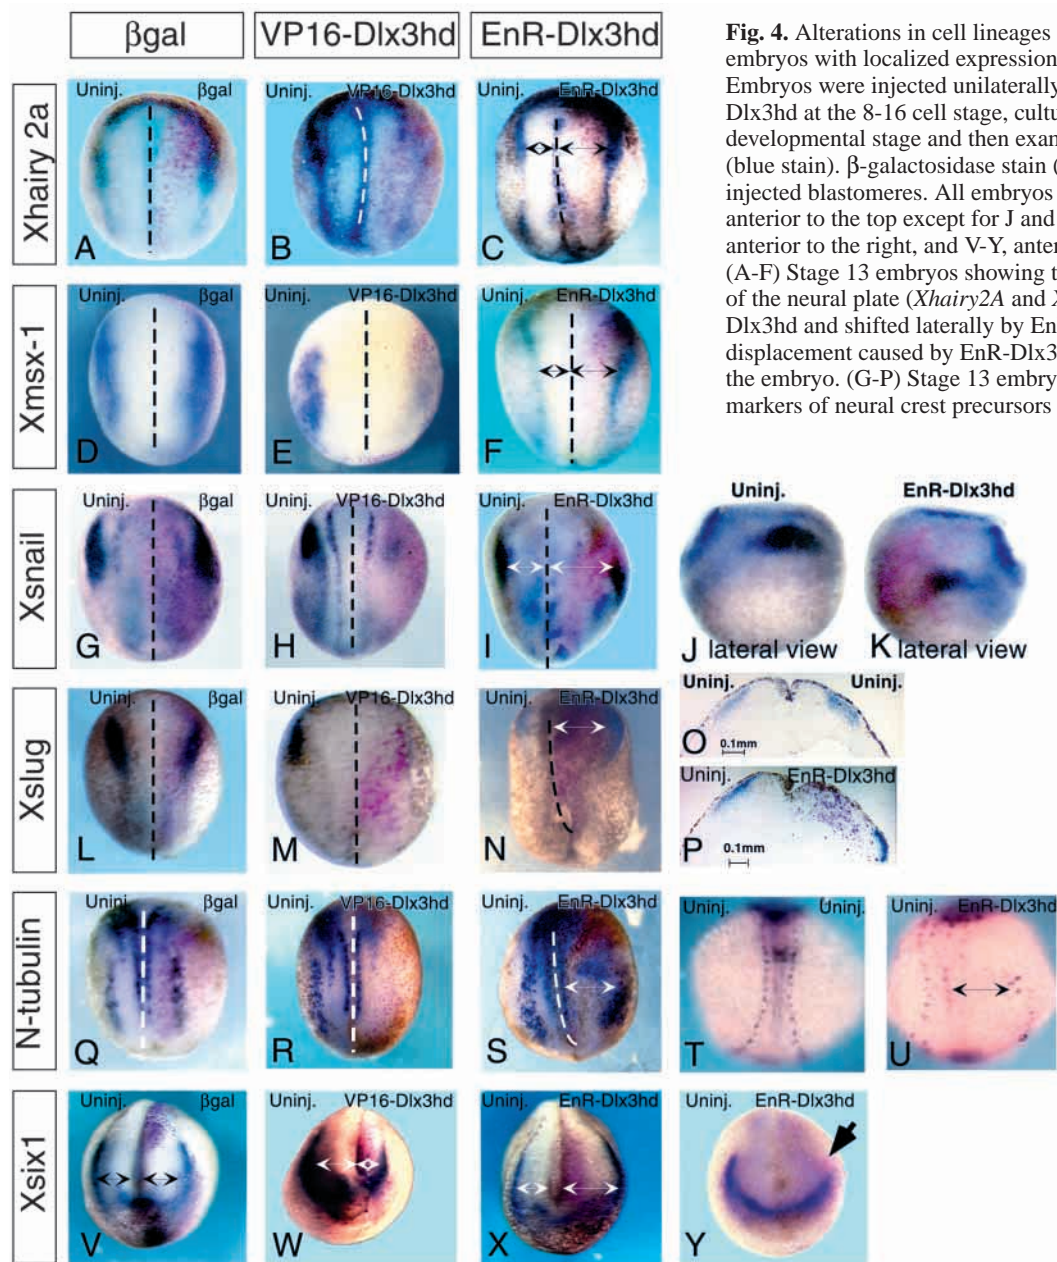 βgal VP16-Dlx3hd EnR-Dlx3hd
Fig. 4. Alterations in cell lineages
embryos with localized expression
Embryos were injected unilaterally
Dlx3hd at the 8-16 cell stage, cultu
developmental stage and then exam
(blue stain). β-galactosidase stain (
injected blastomeres. All embryos
anterior to the top except for J and
anterior to the right, and V-Y, anter
(A-F) Stage 13 embryos showing t
of the neural plate (Xhairy2A and X
Dlx3hd and shifted laterally by En
displacement caused by EnR-Dlx3
the embryo. (G-P) Stage 13 embry
markers of neural crest precursors
Xhairy 2a
Uninj. βgal
A
Uninj. VP16-Dlx3hd
B
Uninj. EnR-Dlx3hd
C
Xmsx-1
Uninj. βgal
D
Uninj. VP16-Dlx3hd
E
Uninj. EnR-Dlx3hd
F
Xsnail
Uninj. βgal
G
Uninj. VP16-Dlx3hd
H
Uninj. EnR-Dlx3hd
I
Uninj.
J lateral view
EnR-Dlx3hd
K lateral view
Xslug
Uninj. βgal
L
Uninj. VP16-Dlx3hd
M
Uninj. EnR-Dlx3hd
N
Uninj. Uninj.
O 0.1mm
Uninj. EnR-Dlx3hd
P 0.1mm
N-tubulin
Uninj. βgal
Q
Uninj. VP16-Dlx3hd
R
Uninj. EnR-Dlx3hd
S
Uninj. Uninj.
T
Uninj. EnR-Dlx3hd
U
Xsix1
Uninj. βgal
V
Uninj. VP16-Dlx3hd
W
Uninj. EnR-Dlx3hd
X
Uninj. EnR-Dlx3hd
Y